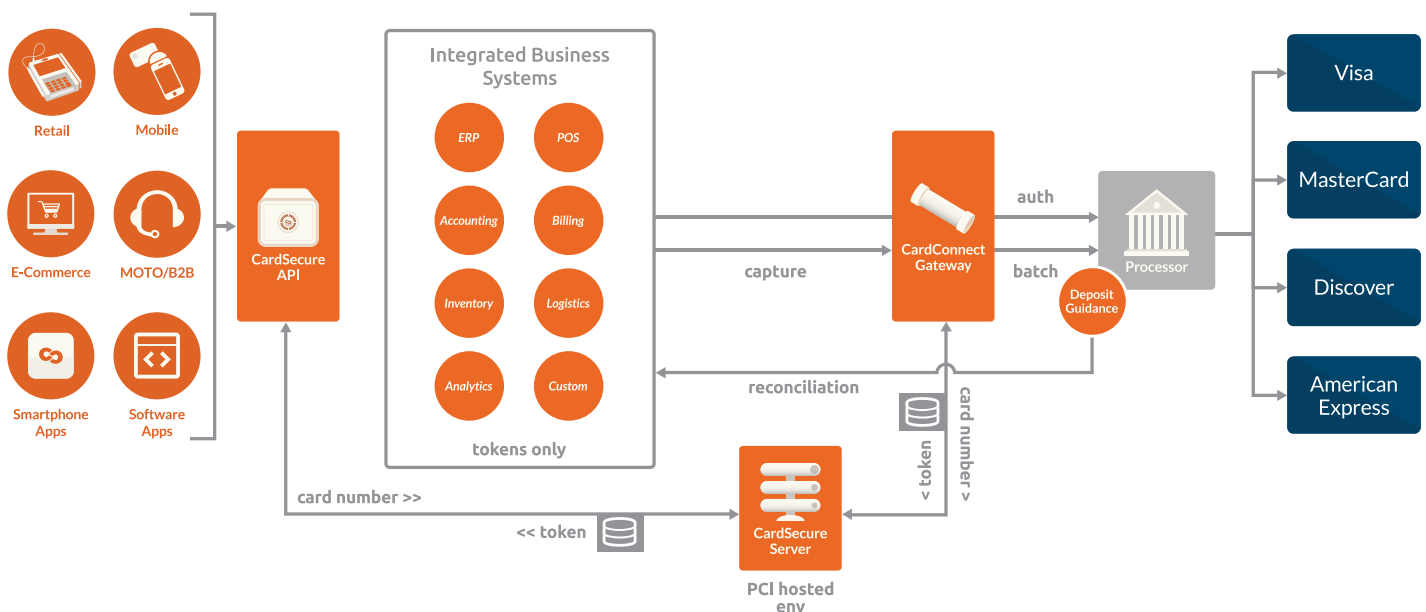 Retail
Mobile
E-Commerce
MOTO/B2B
Smartphone
Apps
Software
Apps
CardSecure
API
Integrated Business
Systems
ERP
POS
Accounting
Billing
Inventory
Logistics
Analytics
Custom
tokens only
capture
reconciliation
CardConnect
Gateway
auth
batch
Processor
Deposit
Guidance
Visa
MasterCard
Discover
American
Express
card number >>
<< token
< token
card number >
CardSecure
Server
PCI hosted
env